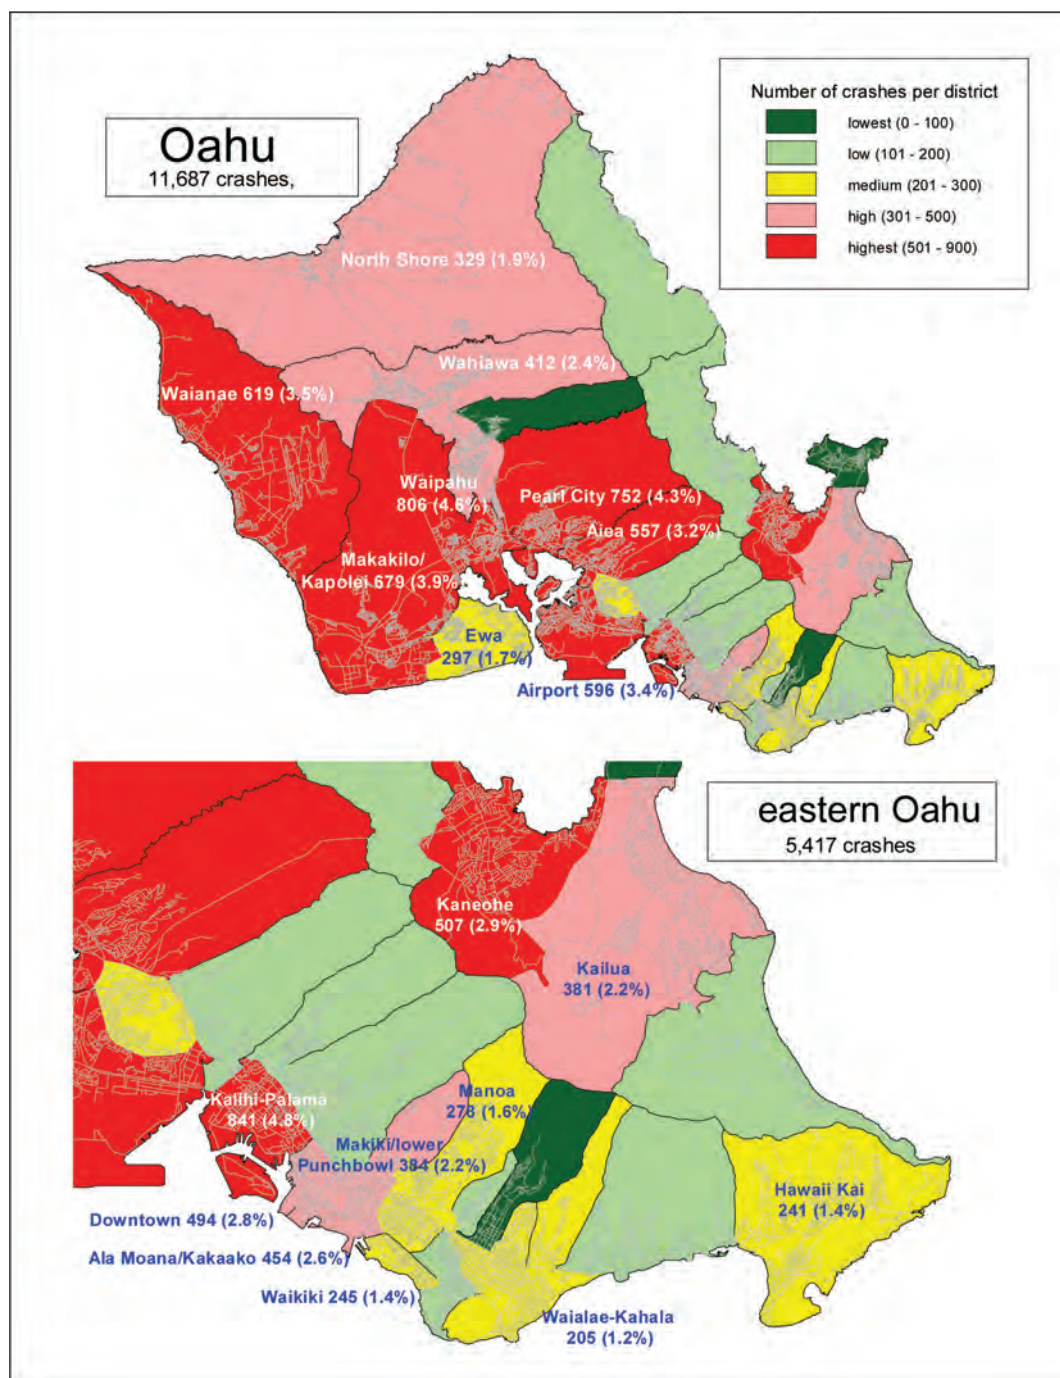 Oahu
11,687 crashes,
Number of crashes per district
lowest (0 - 100)
low (101 - 200)
medium (201 - 300)
high (301 - 500)
highest (501 - 900)
North Shore 329 (1.9%)
Wahiawa 412 (2.4%)
Waianae 619 (3.5%)
Waipahu
806 (4.6%)
Pearl City 752 (4.3%)
Aiea 557 (3.2%)
Makakilo/
Kapolei 679 (3.9%
Ewa
297 (1.7%)
Airport 596 (3.4%)
eastern Oahu
5,417 crashes
Kaneohe
507 (2.9%)
Kailua
381 (2.2%)
Kalihi-Palama
841 (4.8%)
Manoa
278 (1.6%)
Makiki/lower
Punchbowl 384 (2.2%)
Hawaii Kai
241 (1.4%)
Downtown 494 (2.8%)
Ala Moana/Kakaako 454 (2.6%)
Waikiki 245 (1.4%)
Waialae-Kahala
205 (1.2%)